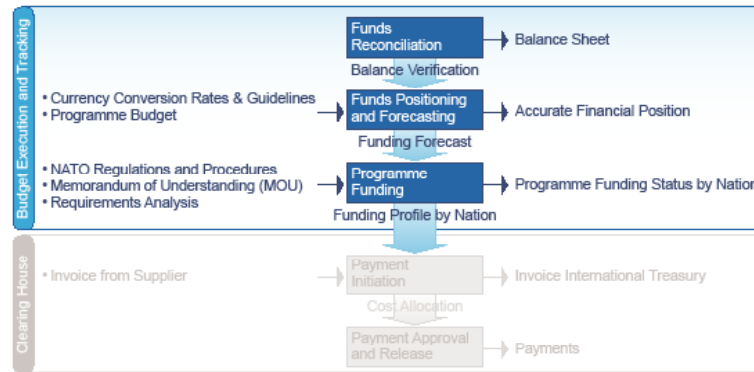 Budget Execution and Tracking
Funds
Reconciliation
Balance Sheet
Balance Verification
• Currency Conversion Rates & Guidelines
• Programme Budget
Funds Positioning
and Forecasting
Accurate Financial Position
Funding Forecast
• NATO Regulations and Procedures
• Memorandum of Understanding (MOU)
• Requirements Analysis
Programme
Funding
Programme Funding Status by Nation
Funding Profile by Nation
Clearing House
• Invoice from Supplier
Payment
Initiation
Invoice International Treasury
Cost Allocation
Payment Approval
and Release
Payments